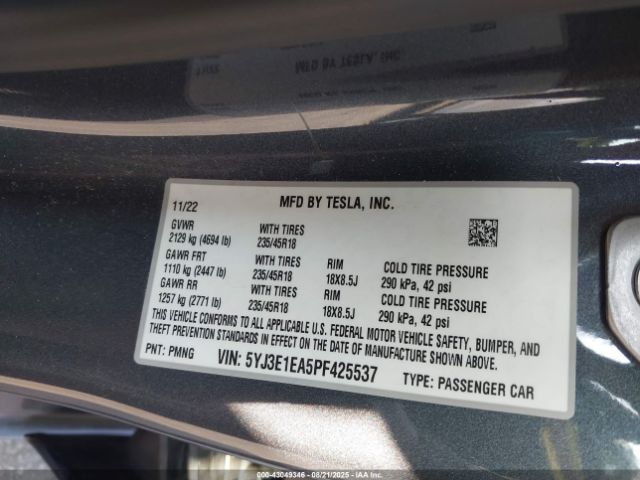 MFD BY TESLA, INC.
11/22
GVWR
2129 kg (4694 lb)
WITH TIRES
235/45R18
GAWR FRT
1110 kg (2447 lb)
WITH TIRES
235/45R18
RIM
18X8.5J
COLD TIRE PRESSURE
290 kPa, 42 psi
GAWR RR
1257 kg (2771 lb)
WITH TIRES
235/45R18
RIM
18X8.5J
COLD TIRE PRESSURE
290 kPa, 42 psi
THIS VEHICLE CONFORMS TO ALL APPLICABLE U.S. FEDERAL MOTOR VEHICLE SAFETY, BUMPER, AND
THEFT PREVENTION STANDARDS IN EFFECT ON THE DATE OF MANUFACTURE SHOWN ABOVE.
PNT: PMNG
VIN: 5YJ3E1EA5PF425537
TYPE: PASSENGER CAR
000-43049346 - 08/21/2025 - IAAI.COM